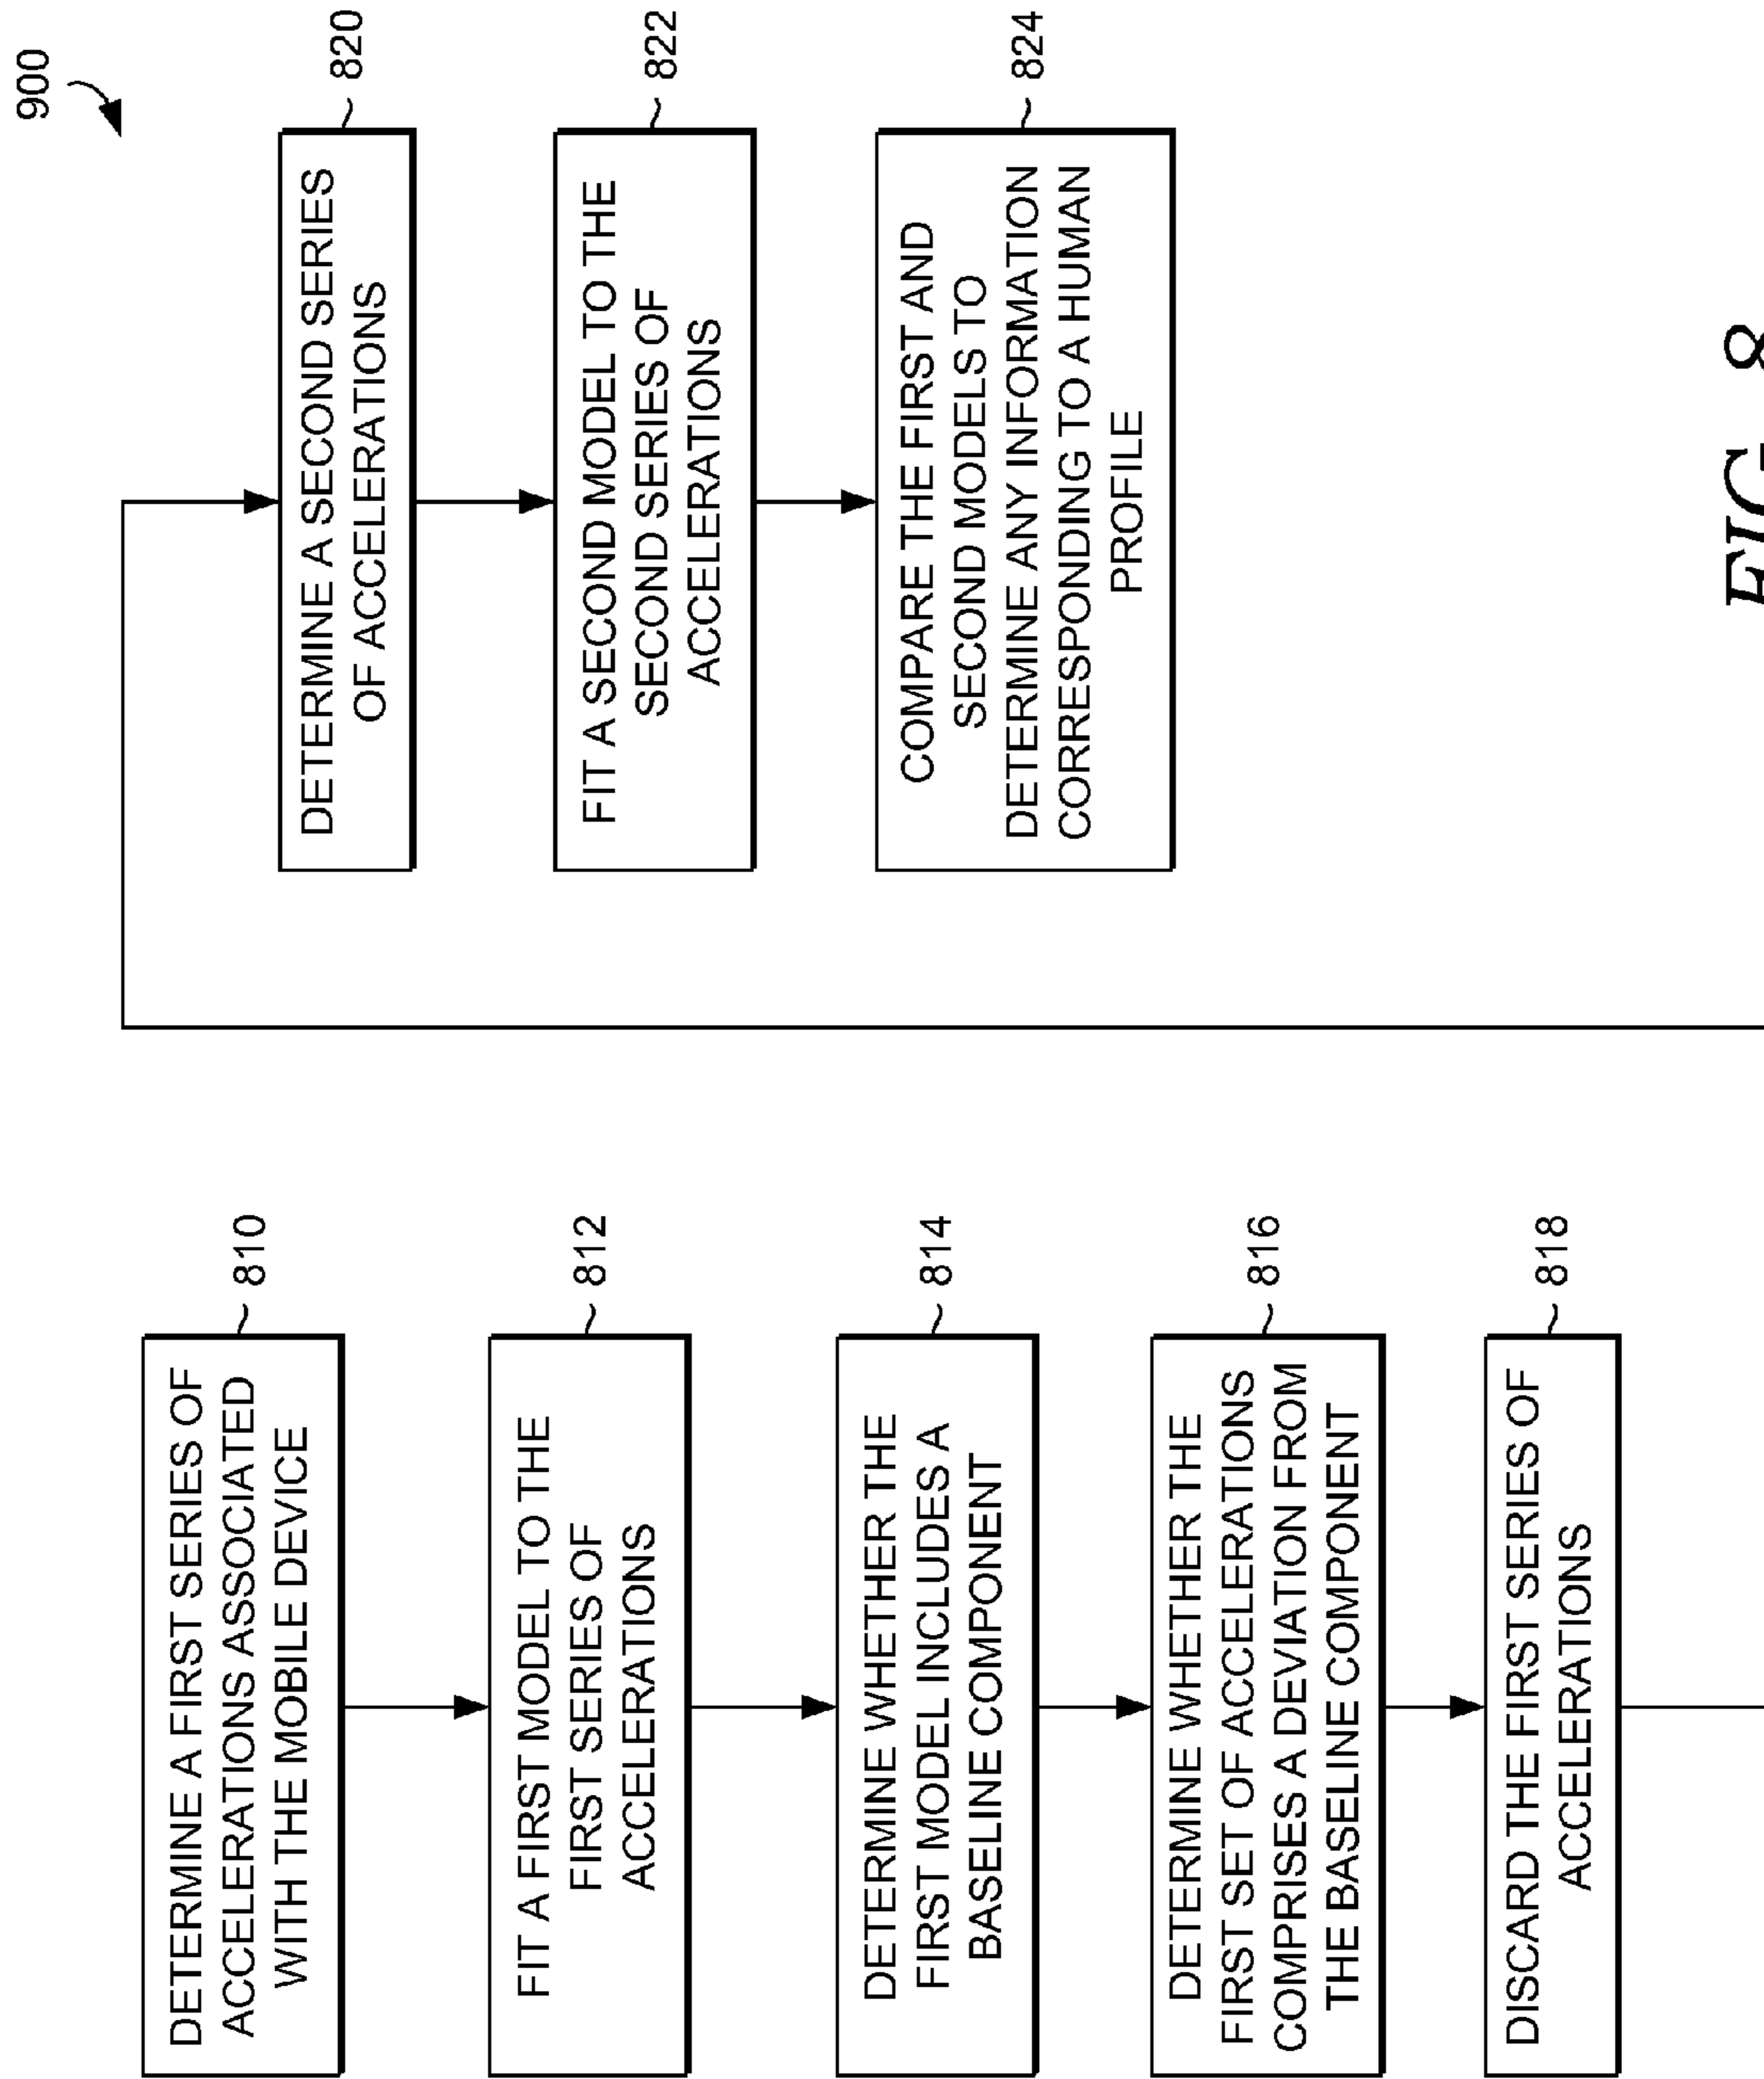 900
DETERMINE A FIRST SERIES OF
ACCELERATIONS ASSOCIATED
WITH THE MOBILE DEVICE
810
FIT A FIRST MODEL TO THE
FIRST SERIES OF
ACCELERATIONS
812
DETERMINE WHETHER THE
FIRST MODEL INCLUDES A
BASELINE COMPONENT
814
DETERMINE WHETHER THE
FIRST SET OF ACCELERATIONS
COMPRISES A DEVIATION FROM
THE BASELINE COMPONENT
816
DISCARD THE FIRST SERIES OF
ACCELERATIONS
818
DETERMINE A SECOND SERIES
OF ACCELERATIONS
820
FIT A SECOND MODEL TO THE
SECOND SERIES OF
ACCELERATIONS
822
COMPARE THE FIRST AND
SECOND MODELS TO
DETERMINE ANY INFORMATION
CORRESPONDING TO A HUMAN
PROFILE
824
FIG. 8